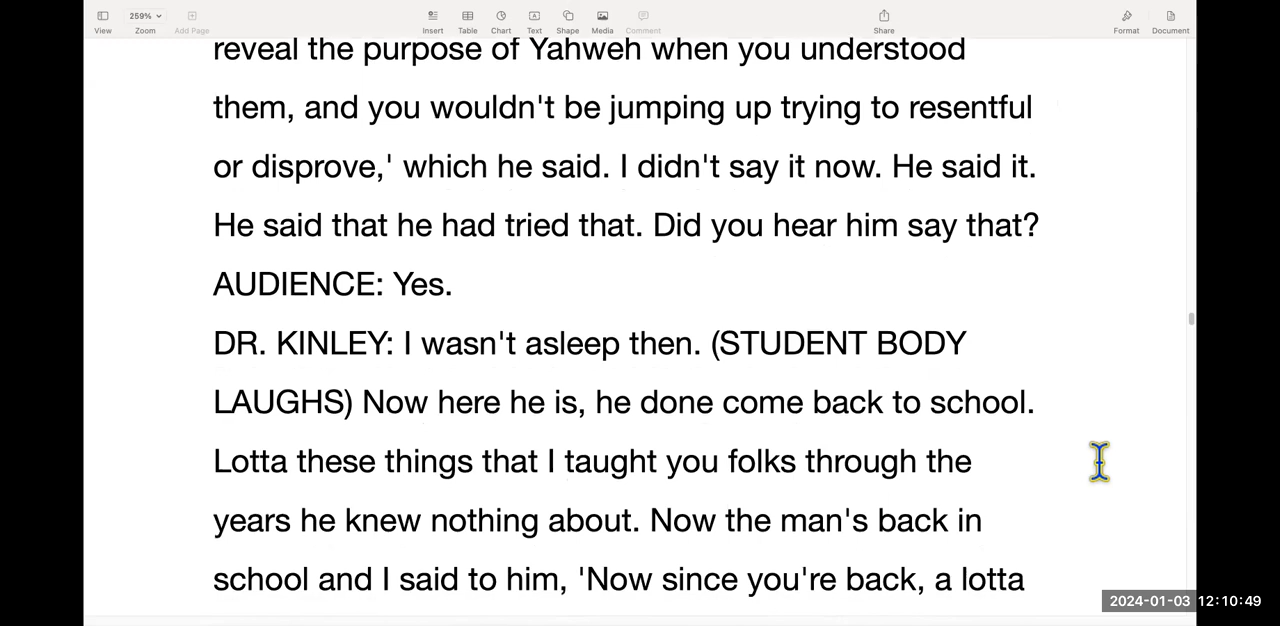 259%
View
Zoom
Add Page
Insert
Table
Chart
Text
Shape
Media
Comment
Share
Format
Document
reveal the purpose of Yahweh when you understood
them, and you wouldn't be jumping up trying to resentful
or disprove,' which he said. I didn't say it now. He said it.
He said that he had tried that. Did you hear him say that?
AUDIENCE: Yes.
DR. KINLEY: I wasn't asleep then. (STUDENT BODY
LAUGHS) Now here he is, he done come back to school.
Lotta these things that I taught you folks through the
years he knew nothing about. Now the man's back in
school and I said to him, 'Now since you're back, a lotta
2024-01-03 12:10:49